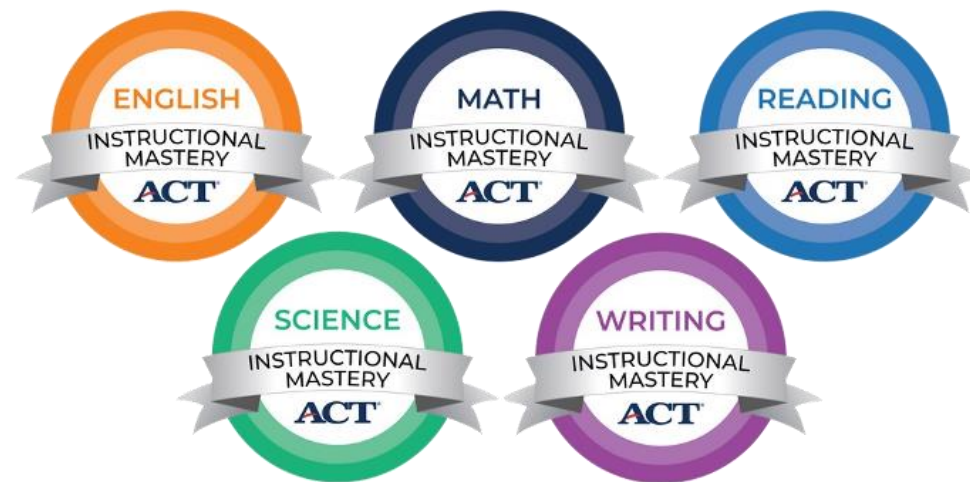 ENGLISH
INSTRUCTIONAL
MASTERY
ACT®
MATH
INSTRUCTIONAL
MASTERY
ACT®
READING
INSTRUCTIONAL
MASTERY
ACT®
SCIENCE
INSTRUCTIONAL
MASTERY
ACT®
WRITING
INSTRUCTIONAL
MASTERY
ACT®